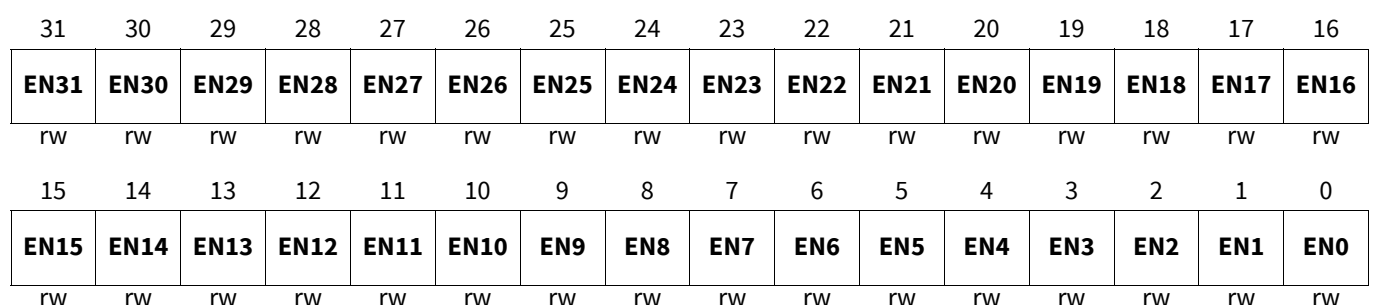 31 30 29 28 27 26 25 24 23 22 21 20 19 18 17 16
EN31 EN30 EN29 EN28 EN27 EN26 EN25 EN24 EN23 EN22 EN21 EN20 EN19 EN18 EN17 EN16
rw rw rw rw rw rw rw rw rw rw rw rw rw rw rw rw
15 14 13 12 11 10 9 8 7 6 5 4 3 2 1 0
EN15 EN14 EN13 EN12 EN11 EN10 EN9 EN8 EN7 EN6 EN5 EN4 EN3 EN2 EN1 EN0
rw rw rw rw rw rw rw rw rw rw rw rw rw rw rw rw